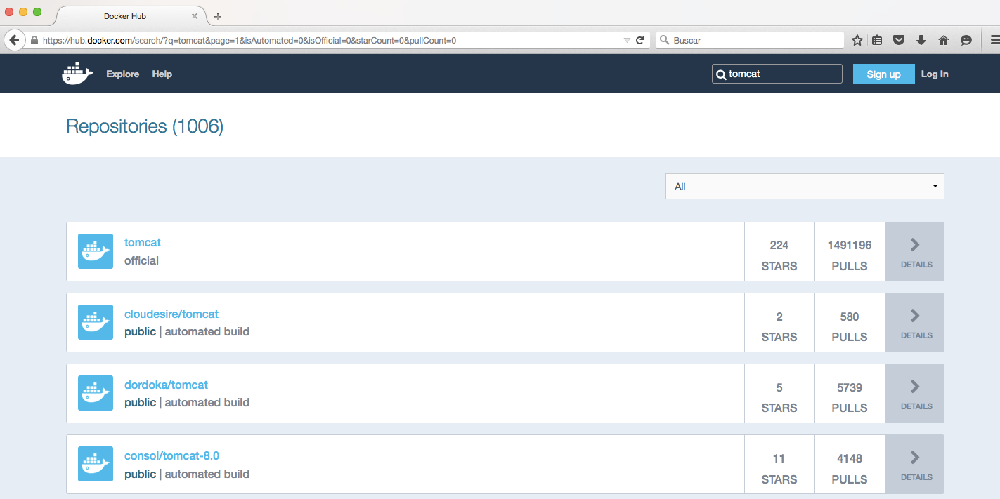 Docker Hub
https://hub.docker.com/search/?q=tomcat&page=1&isAutomated=0&isOfficial=0&starCount=0&pullCount=0
Buscar
Explore Help tomcat Sign up Log In
Repositories (1006)
All
tomcat
official
224
STARS
1491196
PULLS
DETAILS
cloudesire/tomcat
public | automated build
2
STARS
580
PULLS
DETAILS
dordoka/tomcat
public | automated build
5
STARS
5739
PULLS
DETAILS
consol/tomcat-8.0
public | automated build
11
STARS
4148
PULLS
DETAILS